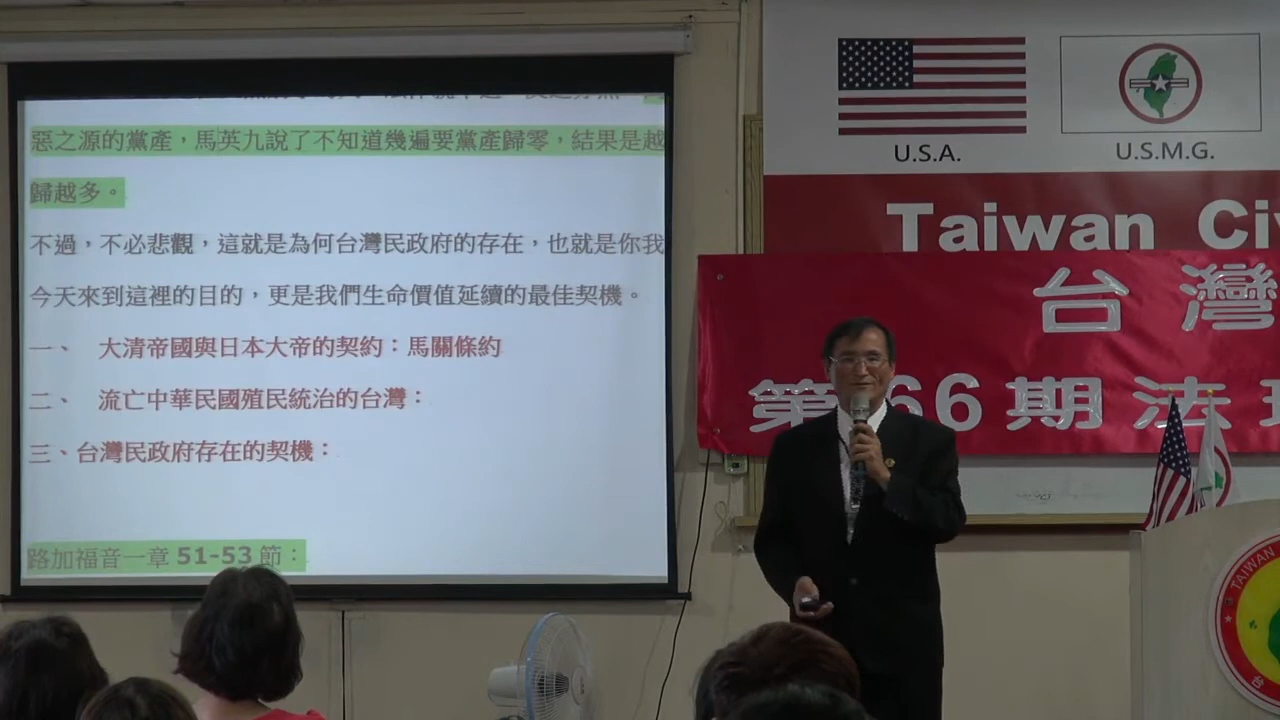 惡之源的黨產，馬英九說了不知道幾遍要黨產歸零，結果是越
歸越多。
不過，不必悲觀，這就是為何台灣民政府的存在，也就是你我
今天來到這裡的目的，更是我們生命價值延續的最佳契機。
一、 大清帝國與日本大帝的契約：馬關條約
二、 流亡中華民國殖民統治的台灣：
三、台灣民政府存在的契機：
路加福音一章 51-53 節：
U.S.A.
U.S.M.G.
Taiwan Ci
台灣
第66期法
TAIWAN
台